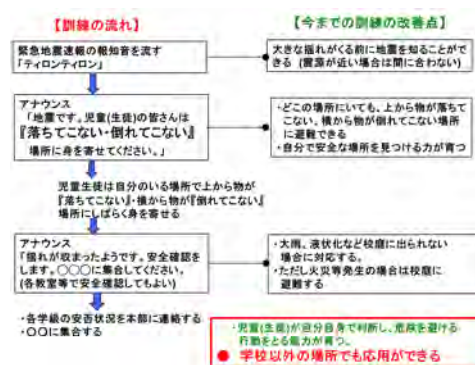 【訓練の流れ】
【今までの訓練の改善点】
緊急地震速報の報知音を流す
「ティロンティロン」
大きな揺れがくる前に地震を知ることが
できる (震源が近い場合は間に合わない)
アナウンス
「地震です。児童(生徒)の皆さんは
『落ちてこない・倒れてこない』
場所に身を寄せてください。」
・どこの場所にいても、上から物が落ちて
こない、横から物が倒れてこない場所
に避難できる
・自分で安全な場所を見つける力が育つ
児童生徒は自分のいる場所で上から物が
『落ちてこない』・横から物が『倒れてこない』
場所にしばらく身を寄せる
アナウンス
「揺れが収まったようです。安全確認を
します。〇〇〇に集合してください。
(各教室等で安全確認してもよい)
・大雨、液状化など校庭に出られない
場合に対応する。
・ただし火災等発生の場合は校庭に
避難する
・各学級の安否状況を本部に連絡する
・〇〇に集合する
・児童(生徒)が自分自身で判断し、危険を避ける
行動をとる能力が育つ。
● 学校以外の場所でも応用ができる